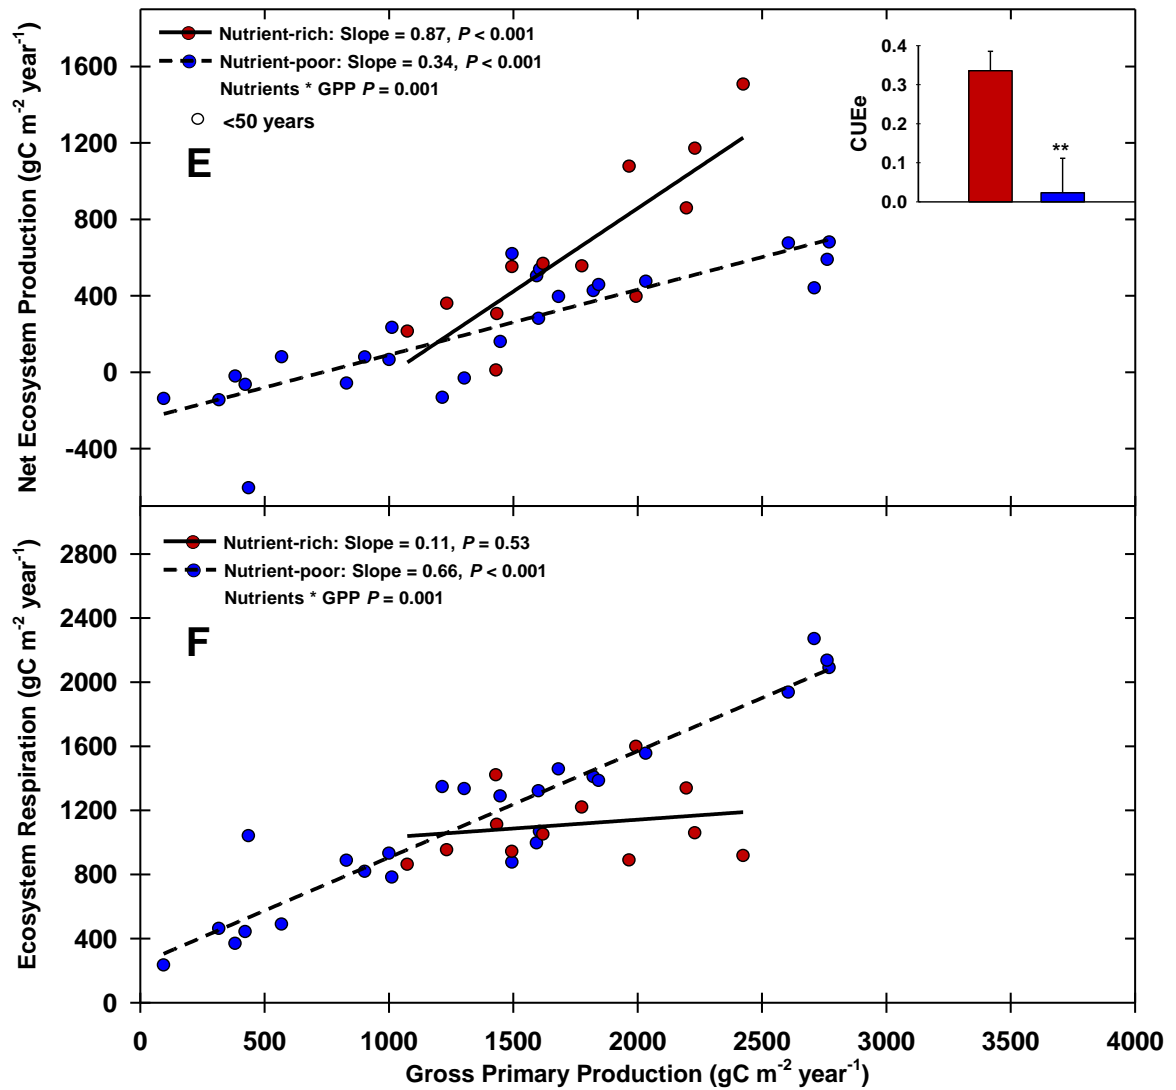 Nutrient-rich: Slope = 0.87, P < 0.001
Nutrient-poor: Slope = 0.34, P < 0.001
Nutrients * GPP P = 0.001
<50 years
E
Net Ecosystem Production (gC m-2 year-1)
1600
1200
800
400
0
-400
CUEe
0.4
0.3
0.2
0.1
0.0
**
Nutrient-rich: Slope = 0.11, P = 0.53
Nutrient-poor: Slope = 0.66, P < 0.001
Nutrients * GPP P = 0.001
F
Ecosystem Respiration (gC m-2 year-1)
2800
2400
2000
1600
1200
800
400
0
0 500 1000 1500 2000 2500 3000 3500 4000
Gross Primary Production (gC m-2 year-1)